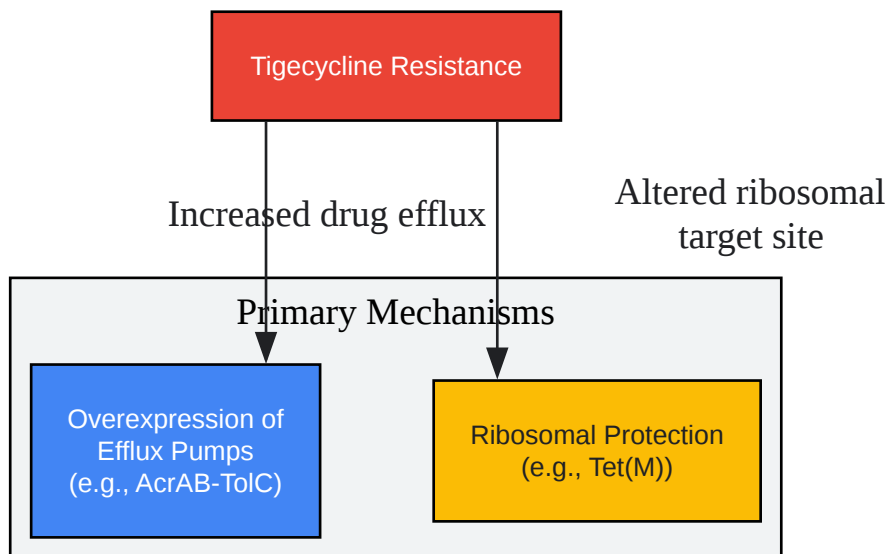 Tigecycline Resistance
Increased drug efflux
Altered ribosomal
target site
Primary Mechanisms
Overexpression of
Efflux Pumps
(e.g., AcrAB-TolC)
Ribosomal Protection
(e.g., Tet(M))